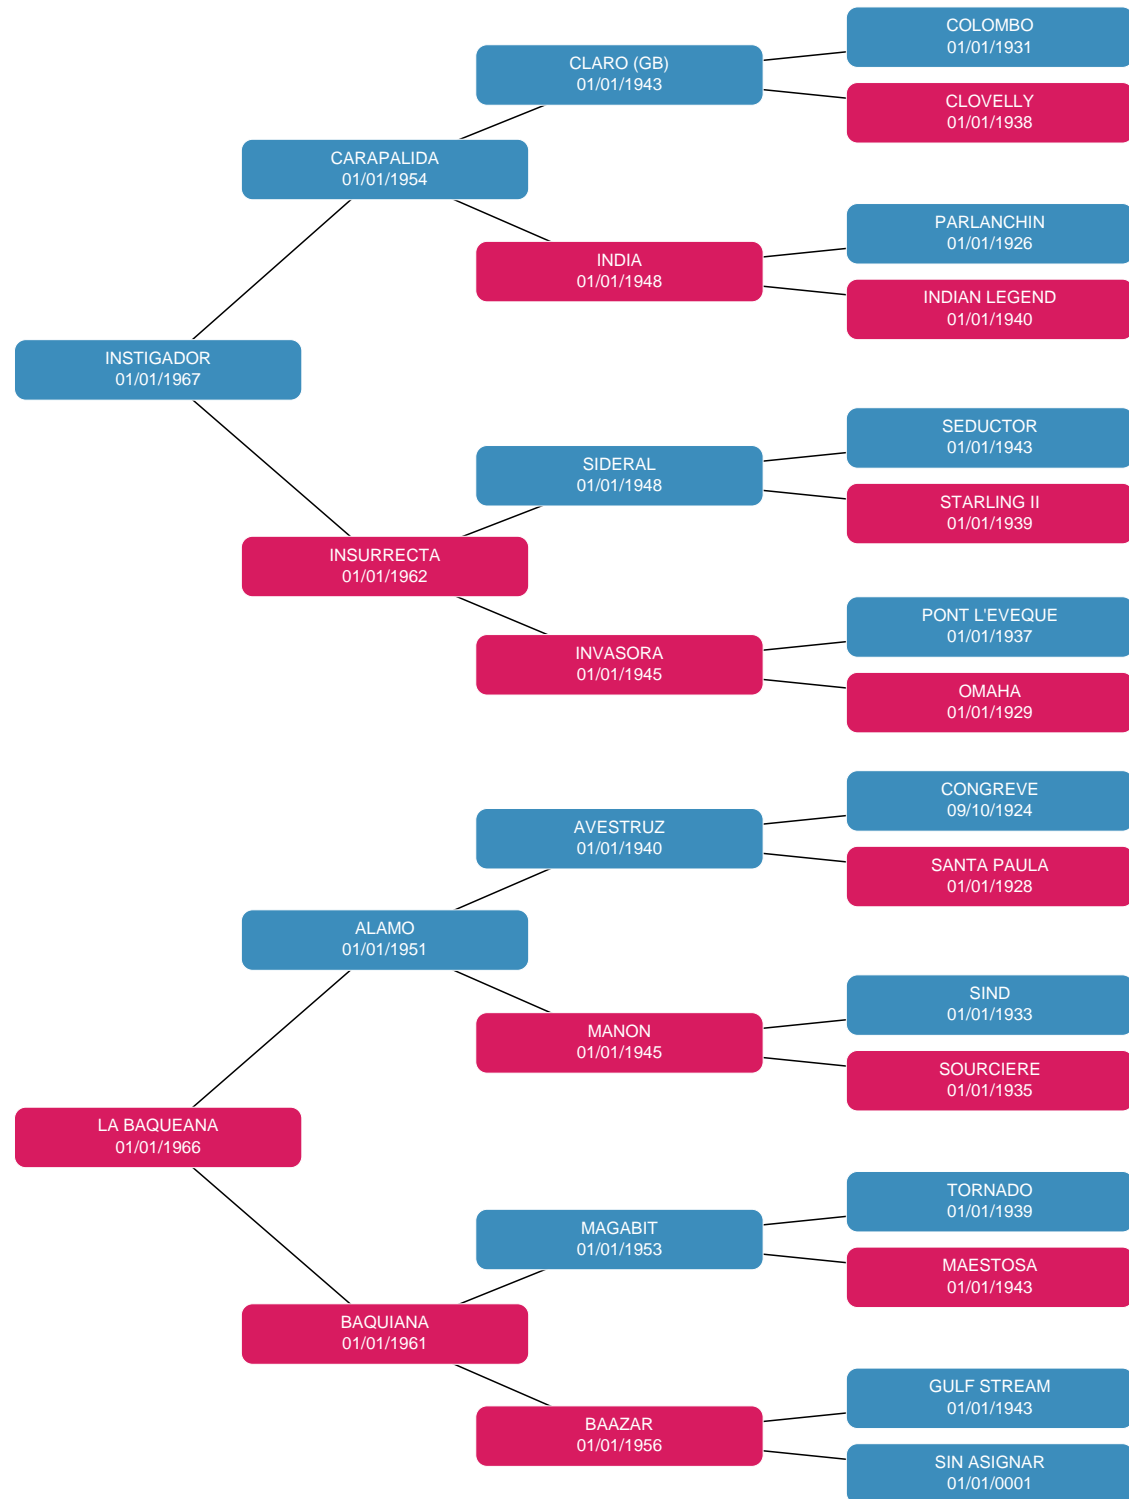 COLOMBO
01/01/1931
CLARO (GB)
01/01/1943
CLOVELLY
01/01/1938
CARAPALIDA
01/01/1954
PARLANCHIN
01/01/1926
INDIA
01/01/1948
INDIAN LEGEND
01/01/1940
INSTIGADOR
01/01/1967
SEDUCTOR
01/01/1943
SIDERAL
01/01/1948
STARLING II
01/01/1939
INSURRECTA
01/01/1962
PONT L'EVEQUE
01/01/1937
INVASORA
01/01/1945
OMAHA
01/01/1929
CONGREVE
09/10/1924
AVESTRUZ
01/01/1940
SANTA PAULA
01/01/1928
ALAMO
01/01/1951
SIND
01/01/1933
MANON
01/01/1945
SOURCIERE
01/01/1935
LA BAQUEANA
01/01/1966
TORNADO
01/01/1939
MAGABIT
01/01/1953
MAESTOSA
01/01/1943
BAQUIANA
01/01/1961
GULF STREAM
01/01/1943
BAAZAR
01/01/1956
SIN ASIGNAR
01/01/0001